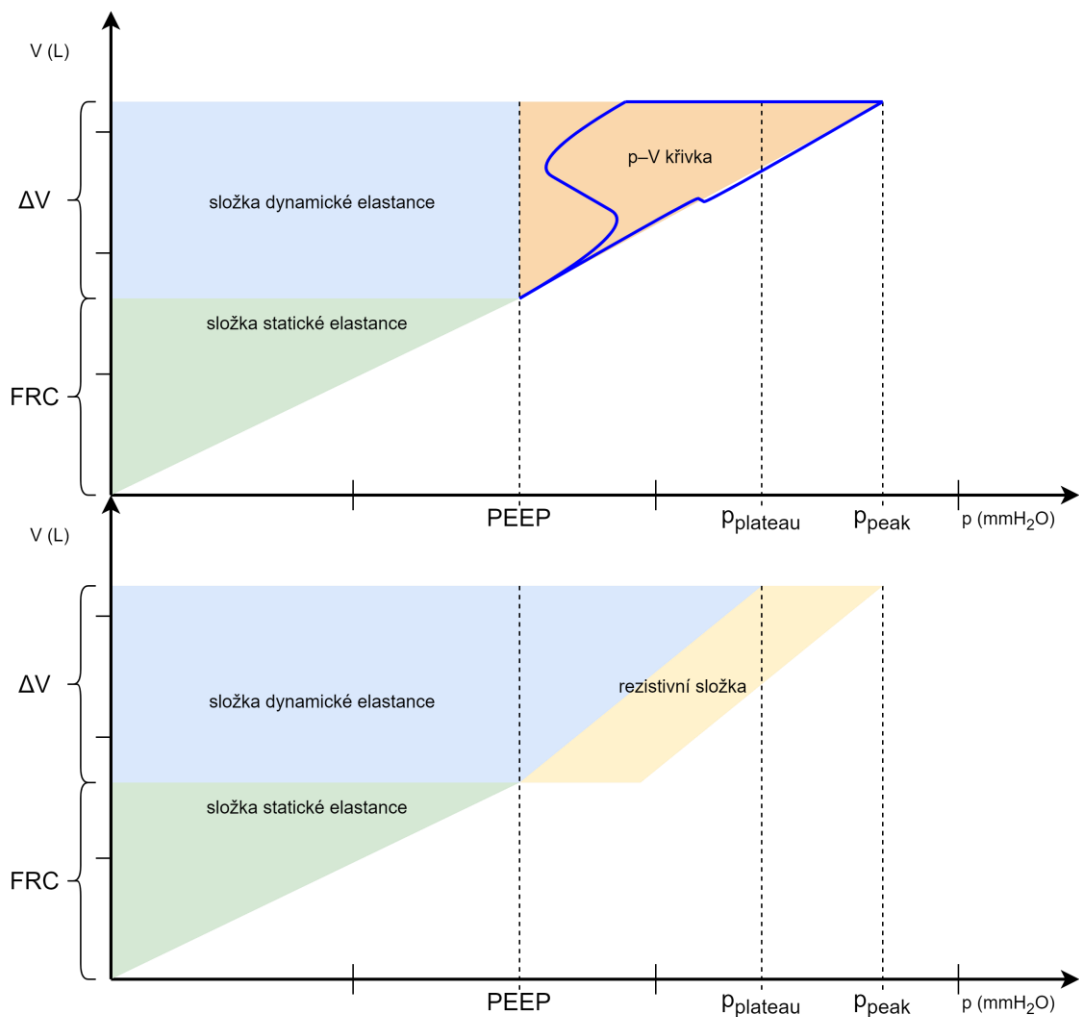 V (L)
ΔV
složka dynamické elastance
p–V křivka
složka statické elastance
FRC
PEEP
pplateau
ppeak
p (mmH2O)
V (L)
ΔV
složka dynamické elastance
rezistivní složka
složka statické elastance
FRC
PEEP
pplateau
ppeak
p (mmH2O)